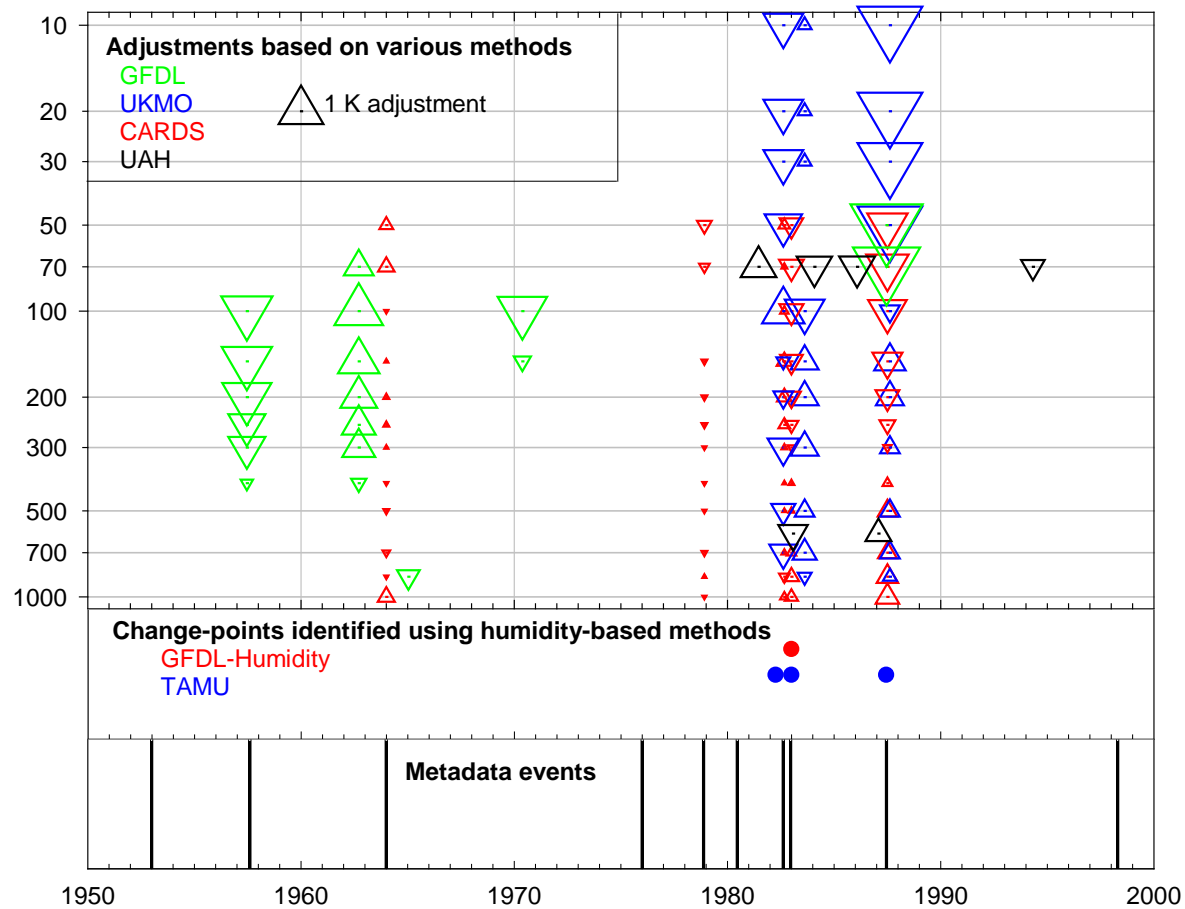 10
20
30
50
70
100
200
300
500
700
1000
Adjustments based on various methods
GFDL
UKMO
CARDS
UAH
1 K adjustment
Change-points identified using humidity-based methods
GFDL-Humidity
TAMU
Metadata events
1950 1960 1970 1980 1990 2000